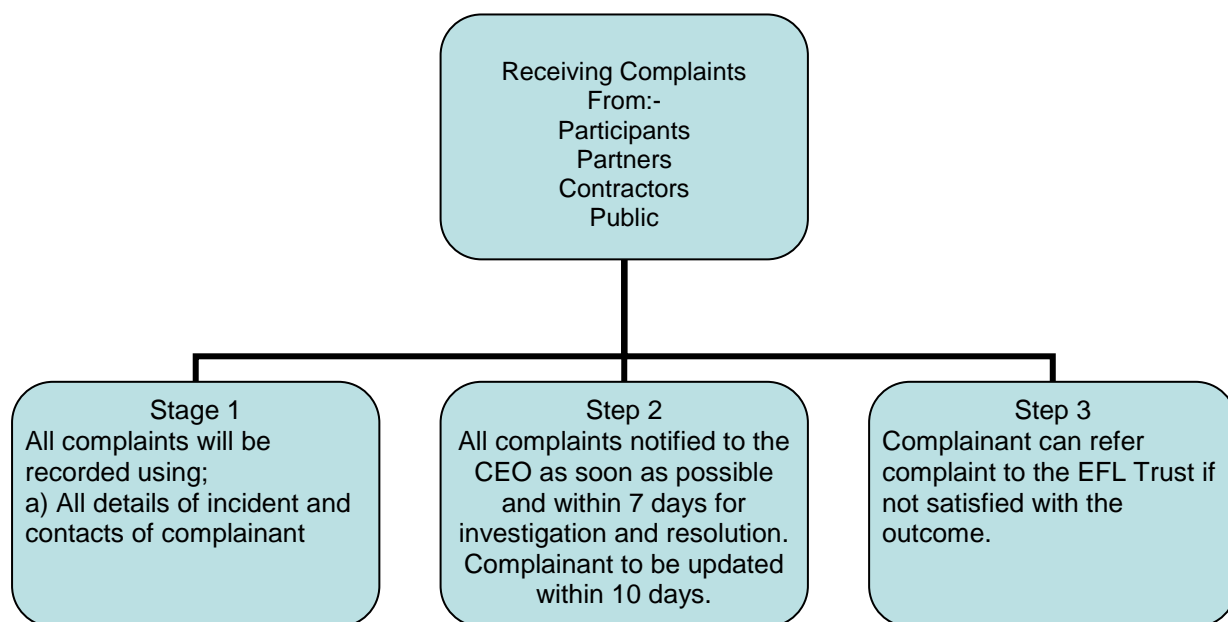 Receiving Complaints
From:-
Participants
Partners
Contractors
Public
Stage 1
All complaints will be
recorded using;
a) All details of incident and
contacts of complainant
Step 2
All complaints notified to the
CEO as soon as possible
and within 7 days for
investigation and resolution.
Complainant to be updated
within 10 days.
Step 3
Complainant can refer
complaint to the EFL Trust if
not satisfied with the
outcome.